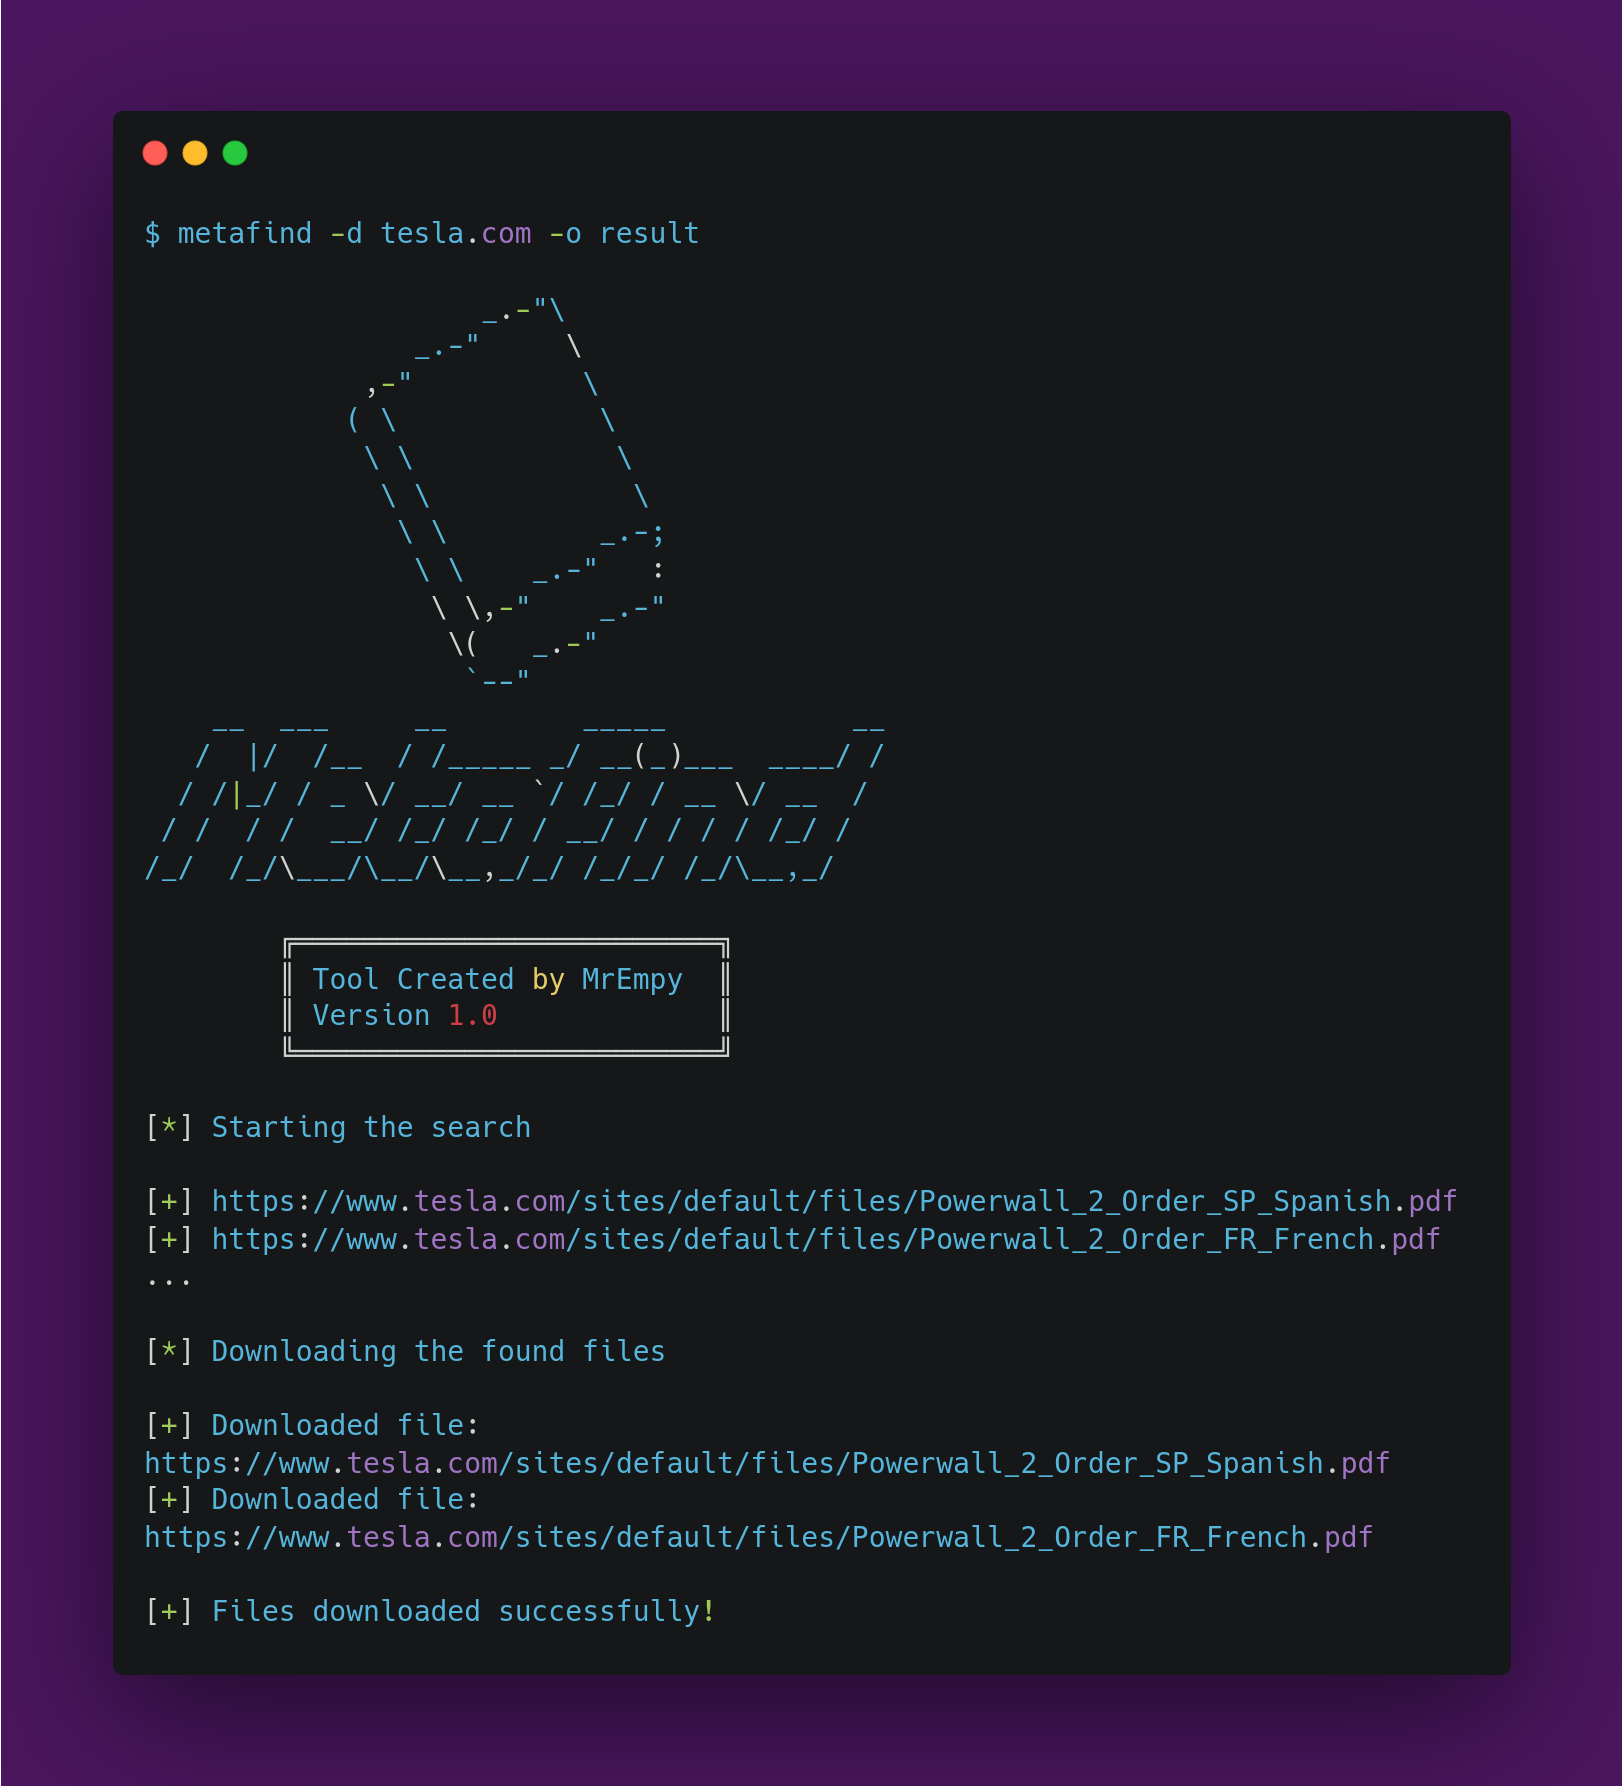 $ metafind -d tesla.com -o result
Metafind
Tool Created by MrEmpy
Version 1.0
[*] Starting the search
[+] https://www.tesla.com/sites/default/files/Powerwall_2_Order_SP_Spanish.pdf
[+] https://www.tesla.com/sites/default/files/Powerwall_2_Order_FR_French.pdf
...
[*] Downloading the found files
[+] Downloaded file:
https://www.tesla.com/sites/default/files/Powerwall_2_Order_SP_Spanish.pdf
[+] Downloaded file:
https://www.tesla.com/sites/default/files/Powerwall_2_Order_FR_French.pdf
[+] Files downloaded successfully!